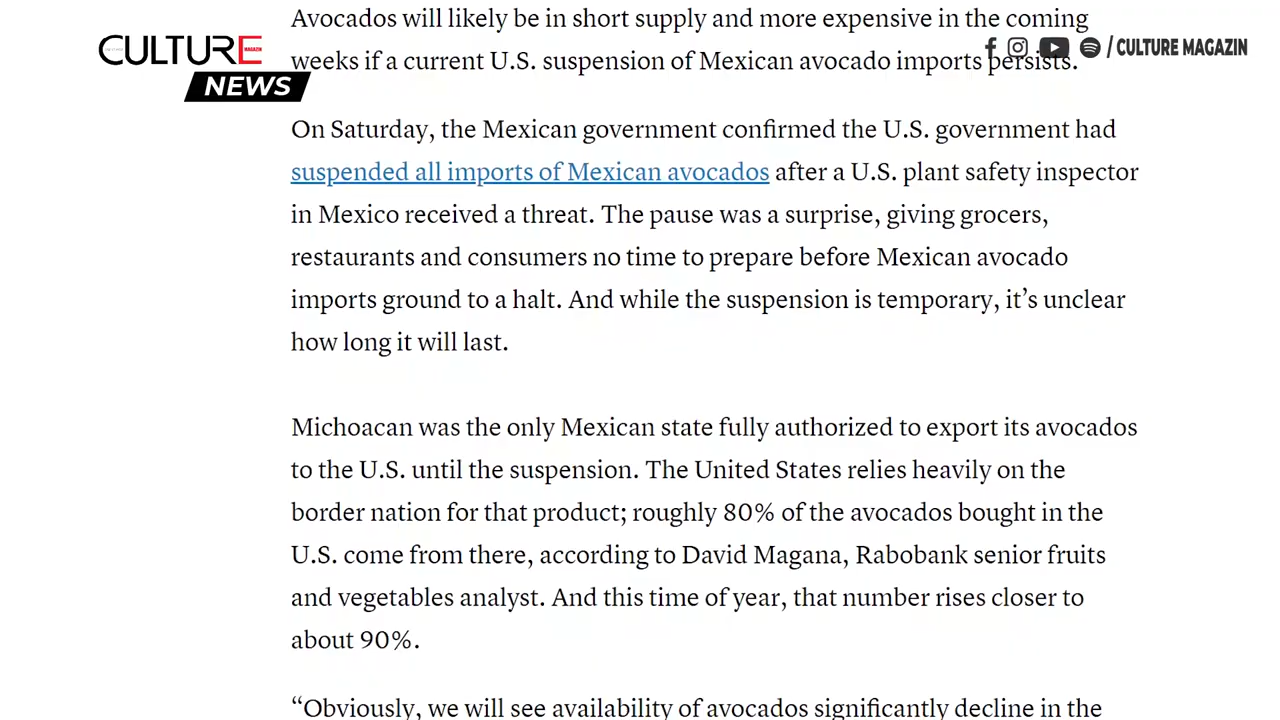 Avocados will likely be in short supply and more expensive in the coming
CULTURE
MAGAZIN
/ CULTURE MAGAZIN
weeks if a current U.S. suspension of Mexican avocado imports persists.
NEWS
On Saturday, the Mexican government confirmed the U.S. government had
suspended all imports of Mexican avocados after a U.S. plant safety inspector
in Mexico received a threat. The pause was a surprise, giving grocers,
restaurants and consumers no time to prepare before Mexican avocado
imports ground to a halt. And while the suspension is temporary, it’s unclear
how long it will last.
Michoacan was the only Mexican state fully authorized to export its avocados
to the U.S. until the suspension. The United States relies heavily on the
border nation for that product; roughly 80% of the avocados bought in the
U.S. come from there, according to David Magana, Rabobank senior fruits
and vegetables analyst. And this time of year, that number rises closer to
about 90%.
“Obviously, we will see availability of avocados significantly decline in the